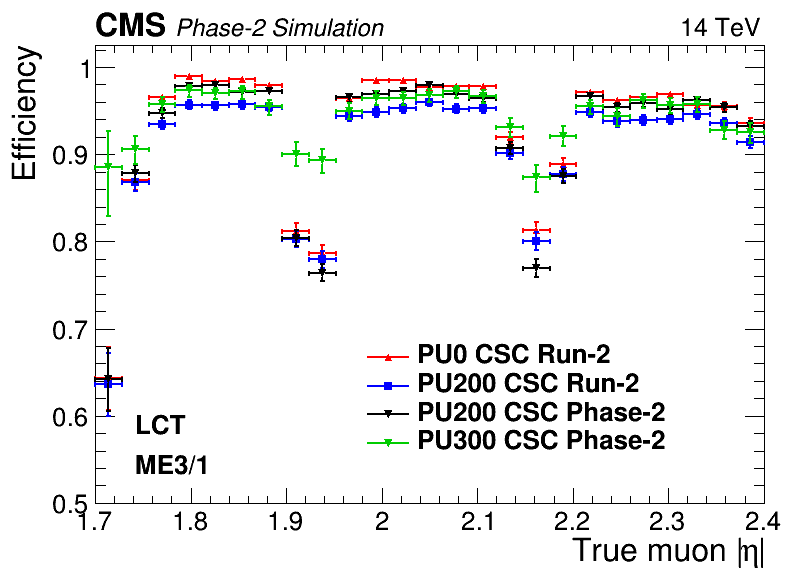 CMS Phase-2 Simulation 14 TeV
Efficiency
1
0.9
0.8
0.7
0.6
0.5
PU0 CSC Run-2
PU200 CSC Run-2
PU200 CSC Phase-2
PU300 CSC Phase-2
LCT
ME3/1
1.7 1.8 1.9 2 2.1 2.2 2.3 2.4
True muon |η|